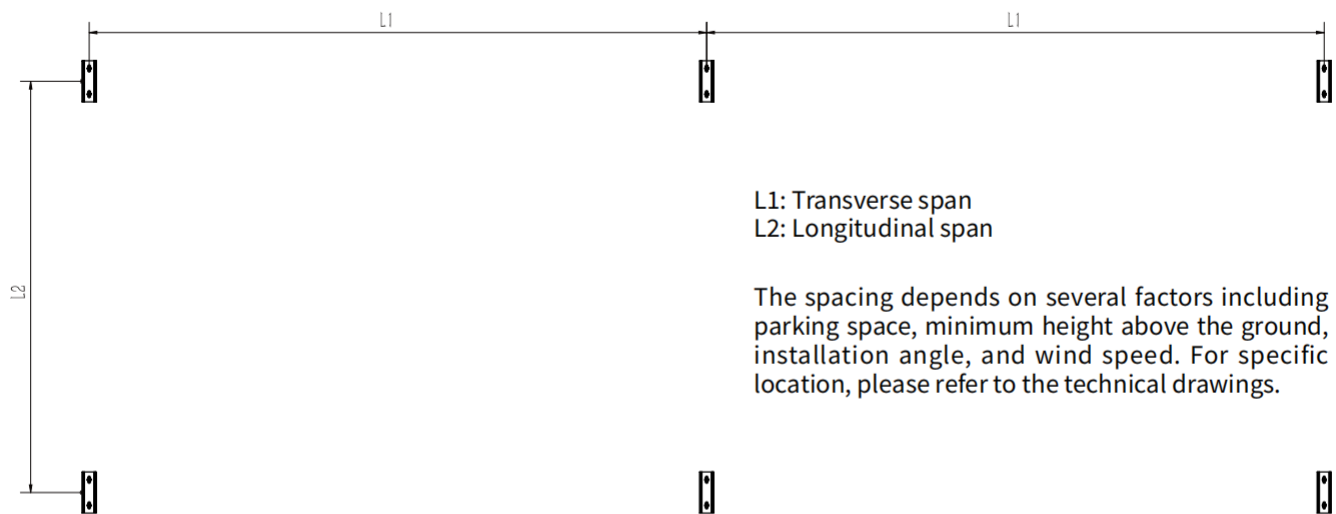 L1
L1
L1: Transverse span
L2: Longitudinal span
L2
The spacing depends on several factors including
parking space, minimum height above the ground,
installation angle, and wind speed. For specific
location, please refer to the technical drawings.